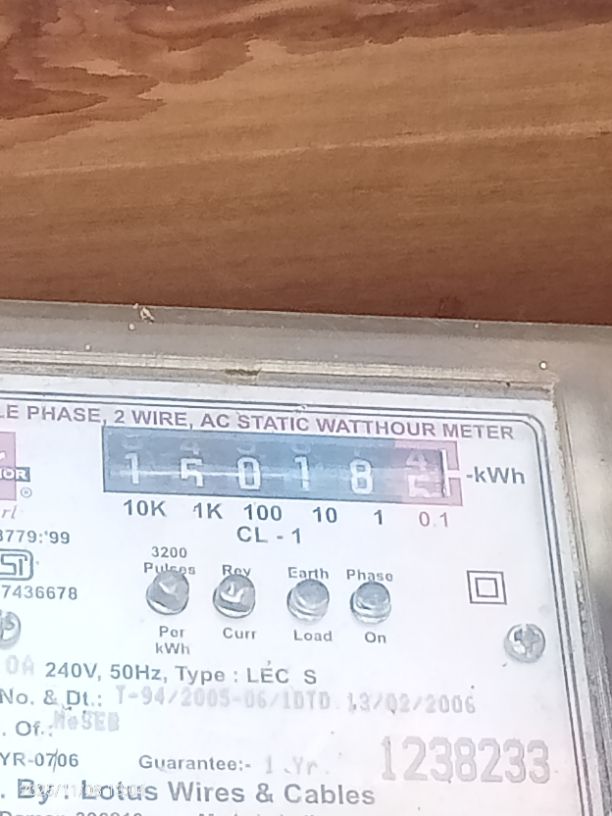 LE PHASE, 2 WIRE, AC STATIC WATTHOUR METER
1 5 0 1 8 -kWh
10K 1K 100 10 1 0.1
CL - 1
3779:'99
7436678
3200
Pulses Rev Earth Phase
Per Curr Load On
kWh
0A 240V, 50Hz, Type : LEC S
No. & Dt.: T-94/2005-06/1DTD 13/02/2006
. Of.: MeSEB
YR-0706 Guarantee:- 1 Yr.
1238233
. By : Lotus Wires & Cables